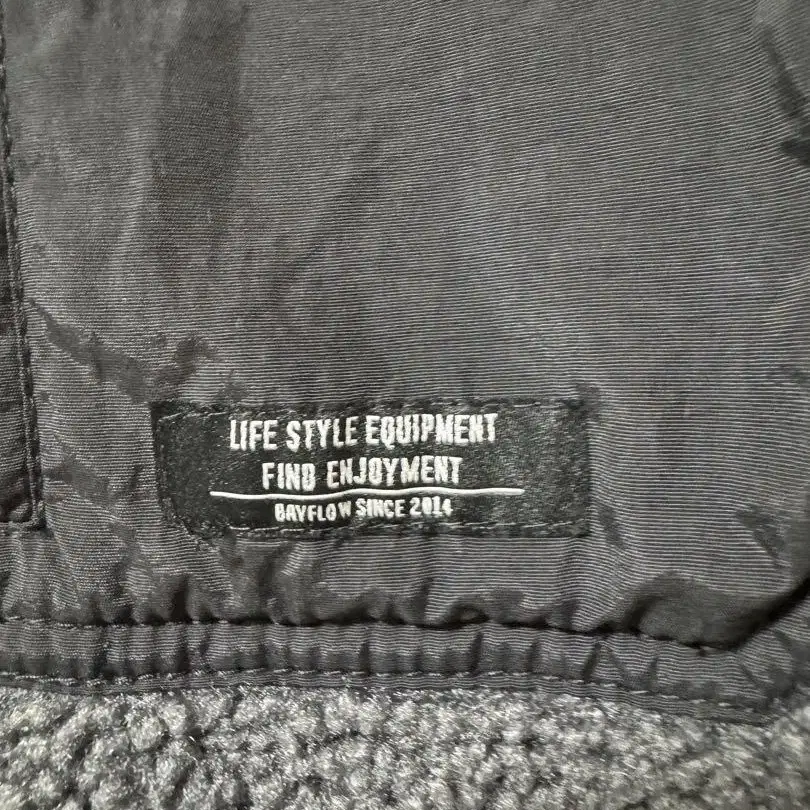 LIFE STYLE EQUIPMENT
FIND ENJOYMENT
BAYFLOW SINCE 2014